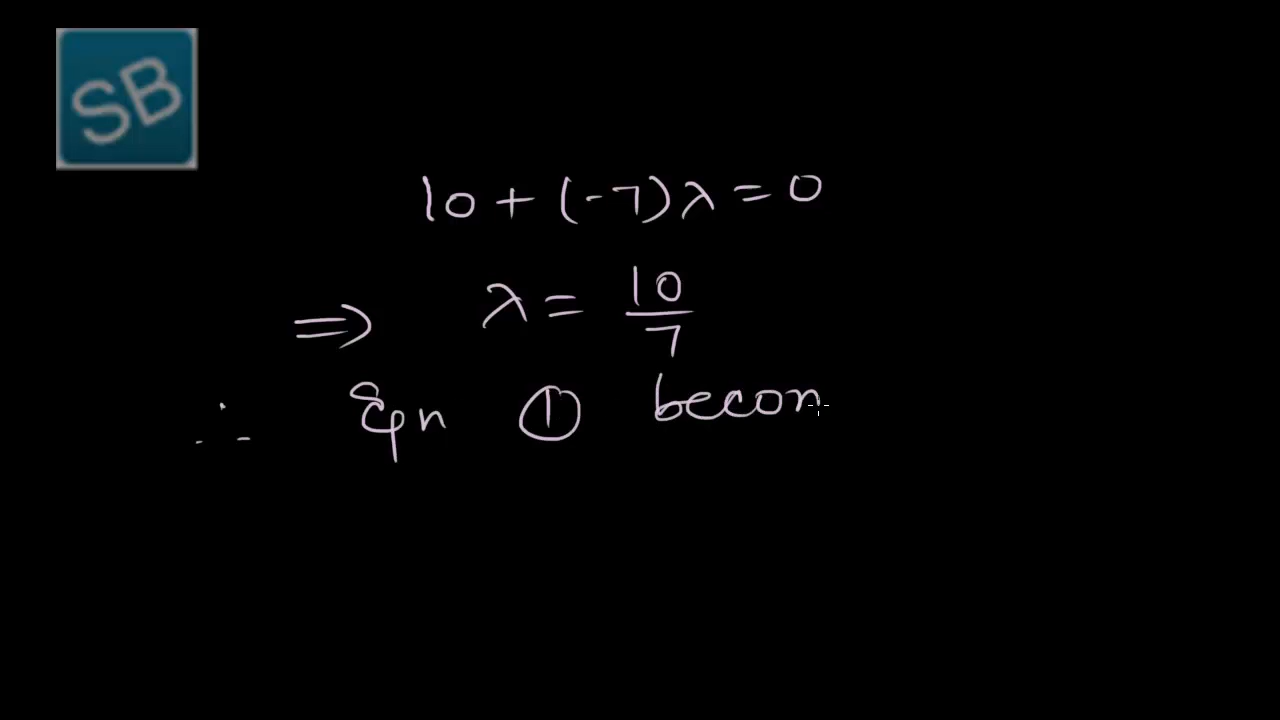 SB
10 + (-7)λ = 0
⇒ λ = 10/7
∴ Eqn ① becom